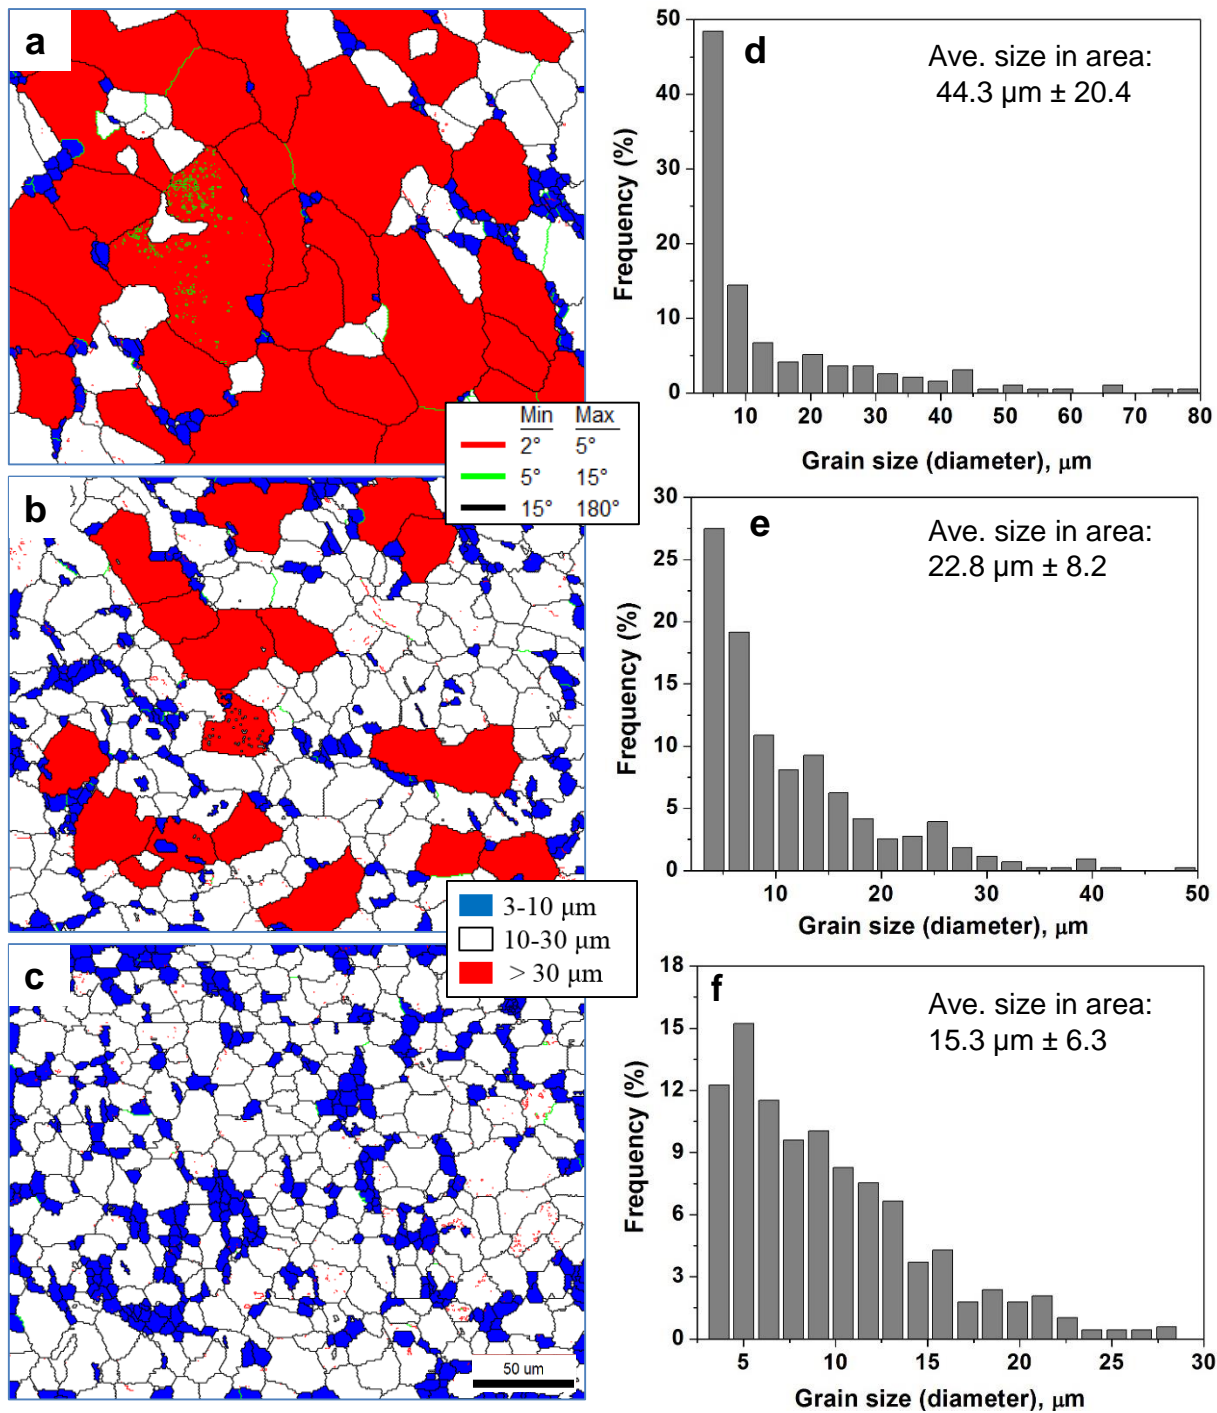 a
Min Max
2° 5°
5° 15°
15° 180°
b
3-10 µm
10-30 µm
> 30 µm
c
50 um
d
Ave. size in area:
44.3 µm ± 20.4
Frequency (%)
50
40
30
20
10
0
10 20 30 40 50 60 70 80
Grain size (diameter), µm
e
Ave. size in area:
22.8 µm ± 8.2
Frequency (%)
30
25
20
15
10
5
0
10 20 30 40 50
Grain size (diameter), µm
f
Ave. size in area:
15.3 µm ± 6.3
Frequency (%)
18
15
12
9
6
3
0
5 10 15 20 25 30
Grain size (diameter), µm